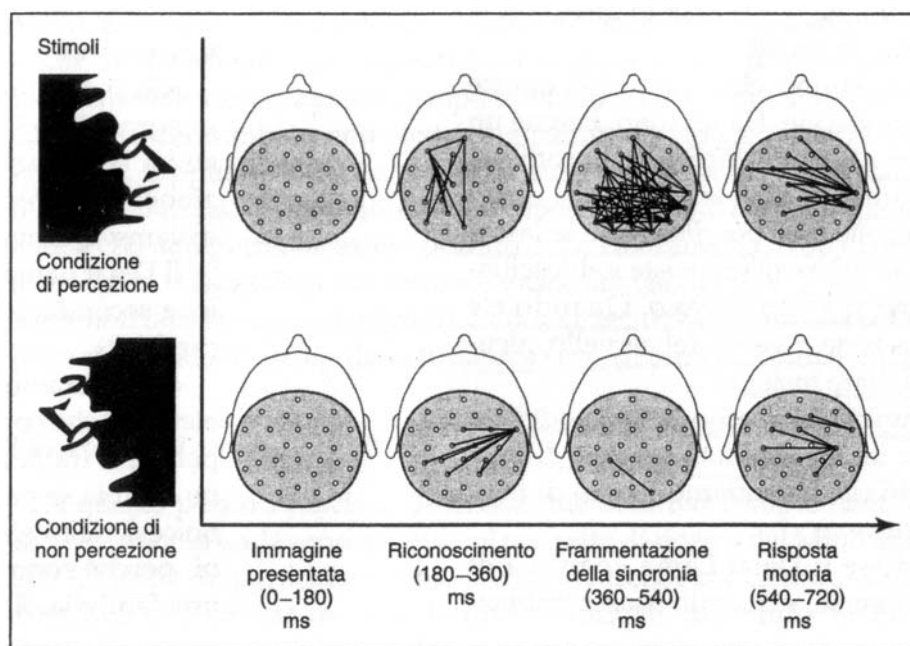 Stimoli
Condizione
di percezione
Condizione di
non percezione
Immagine
presentata
(0–180)
ms
Riconoscimento
(180–360)
ms
Frammentazione
della sincronia
(360–540)
ms
Risposta
motoria
(540–720)
ms